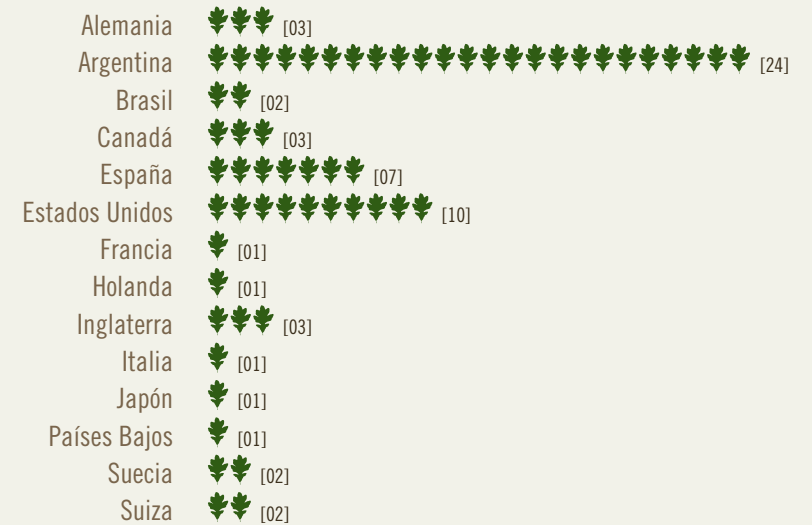 Alemania [03]
Argentina [24]
Brasil [02]
Canadá [03]
España [07]
Estados Unidos [10]
Francia [01]
Holanda [01]
Inglaterra [03]
Italia [01]
Japón [01]
Países Bajos [01]
Suecia [02]
Suiza [02]